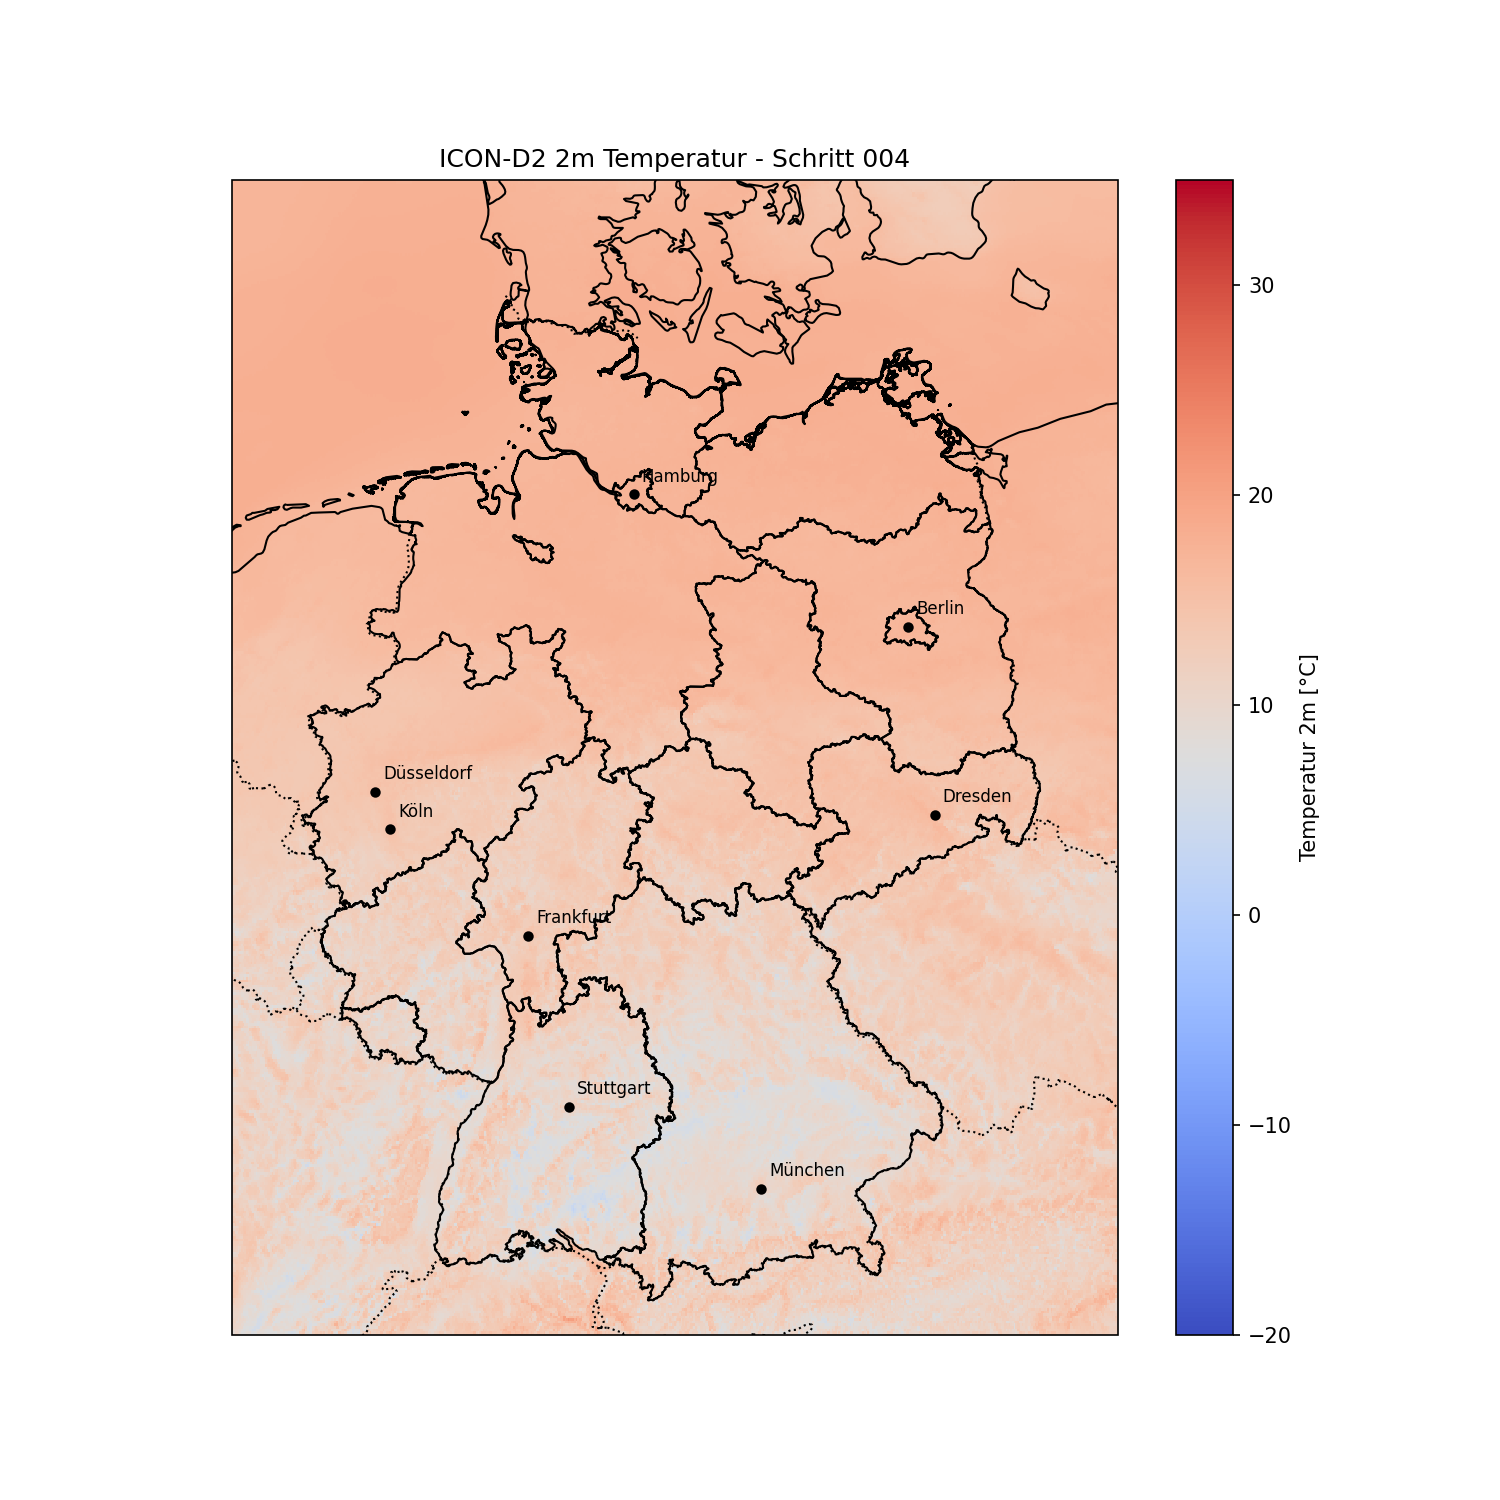 ICON-D2 2m Temperatur - Schritt 004
Hamburg
Berlin
Düsseldorf
Köln
Dresden
Frankfurt
Stuttgart
München
30
20
10
0
−10
−20
Temperatur 2m [°C]